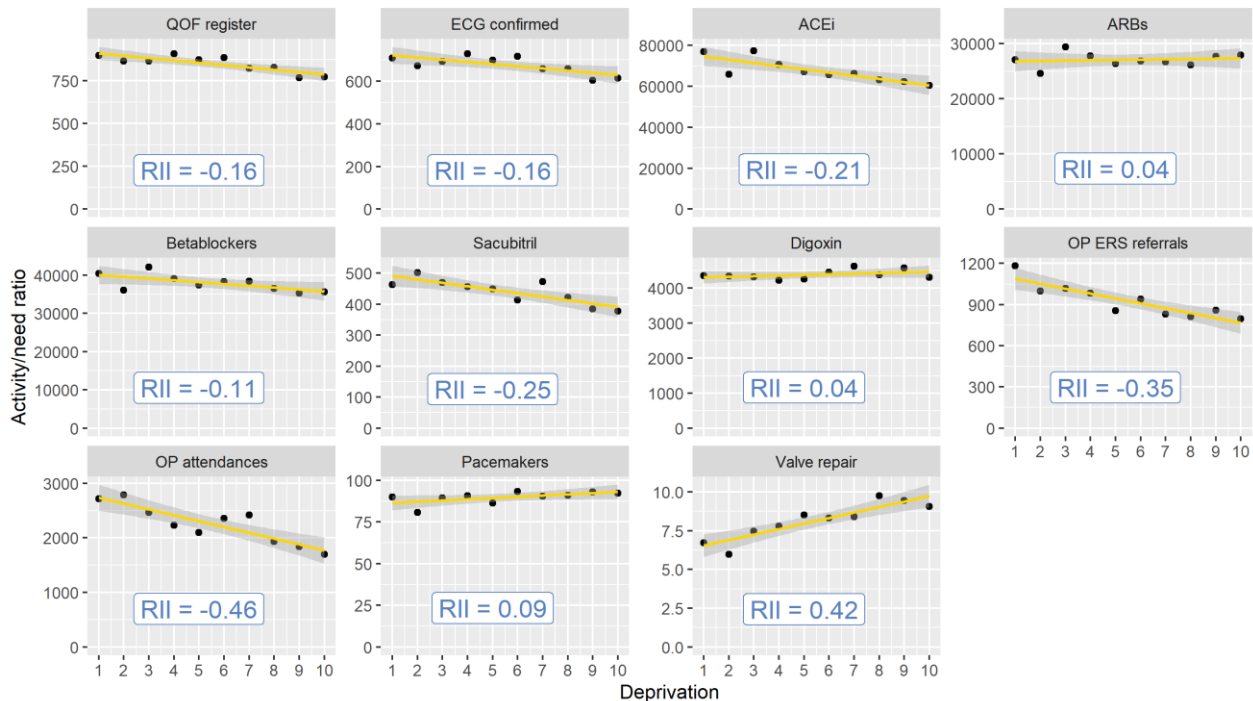 QOF register
1000
750
500
250
0
RII = -0.16
ECG confirmed
600
400
200
0
RII = -0.16
ACEi
80000
60000
40000
20000
0
RII = -0.21
ARBs
30000
20000
10000
0
RII = 0.04
Activity/need ratio
Betablockers
40000
30000
20000
10000
0
RII = -0.11
Sacubitril
500
400
300
200
100
0
RII = -0.25
Digoxin
4000
3000
2000
1000
0
RII = 0.04
OP ERS referrals
1200
900
600
300
0
RII = -0.35
1 2 3 4 5 6 7 8 9 10
OP attendances
3000
2000
1000
0
RII = -0.46
1 2 3 4 5 6 7 8 9 10
Pacemakers
100
75
50
25
0
RII = 0.09
1 2 3 4 5 6 7 8 9 10
Valve repair
10.0
7.5
5.0
2.5
0.0
RII = 0.42
1 2 3 4 5 6 7 8 9 10
Deprivation